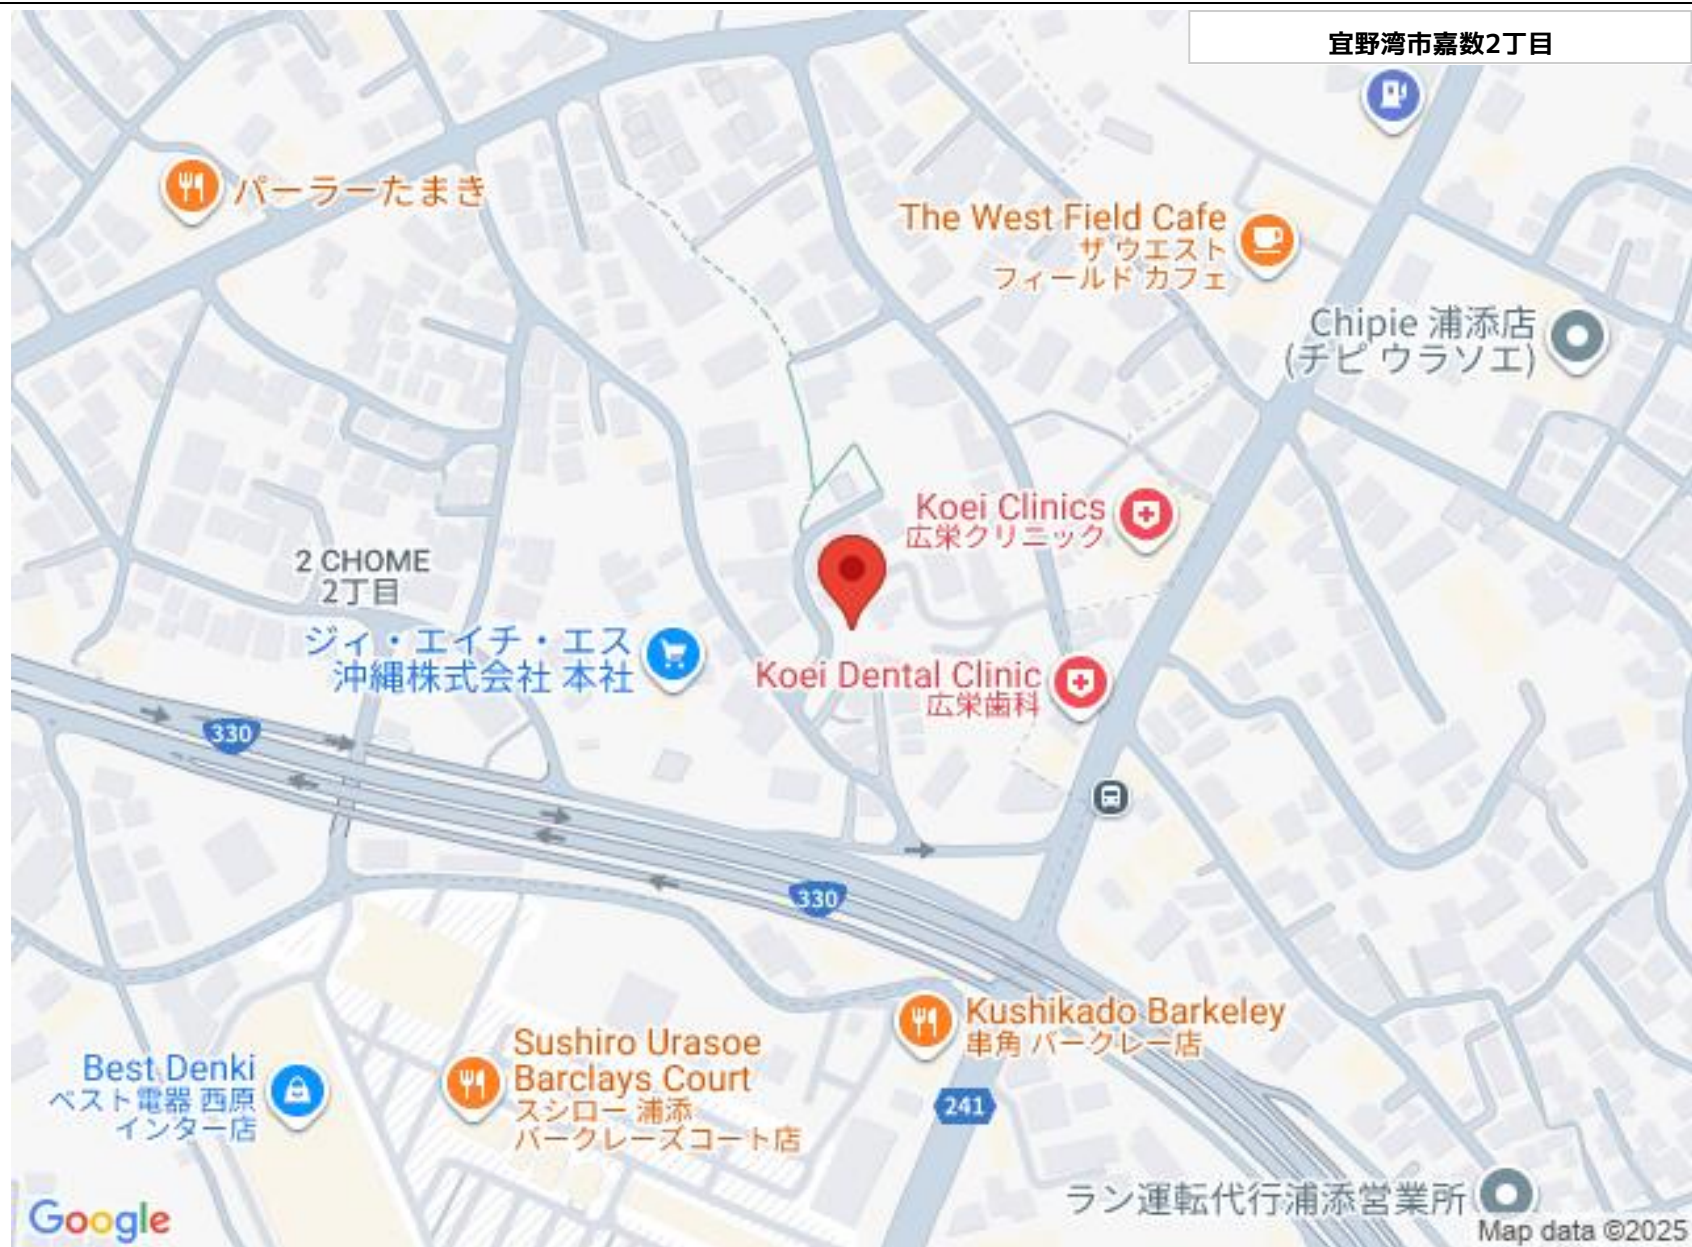 宜野湾市嘉数2丁目
パーラーたまき
The West Field Cafe
ザ ウエスト
フィールド カフェ
Chipie 浦添店
(チピ ウラソエ)
Koei Clinics
広栄クリニック
2 CHOME
2丁目
ジィ・エイチ・エス
沖縄株式会社 本社
Koei Dental Clinic
広栄歯科
330
330
Kushikado Barkeley
串角 バークレー店
Sushiro Urasoe
Barclays Court
スシロー 浦添
バークレーズコート店
Best Denki
ベスト電器 西原
インター店
241
ラン運転代行浦添営業所
Google
Map data ©2025